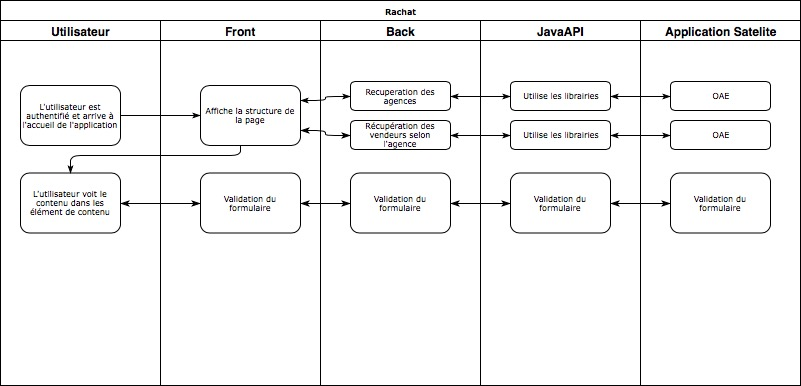 Rachat
Utilisateur
Front
Back
JavaAPI
Application Satelite
L'utilisateur est
authentifié et arrive à
l'accueil de l'application
Affiche la structure de
la page
Recuperation des
agences
Utilise les librairies
OAE
Récupération des
vendeurs selon
l'agence
Utilise les librairies
OAE
L'utilisateur voit le
contenu dans les
élément de contenu
Validation du
formulaire
Validation du
formulaire
Validation du
formulaire
Validation du
formulaire